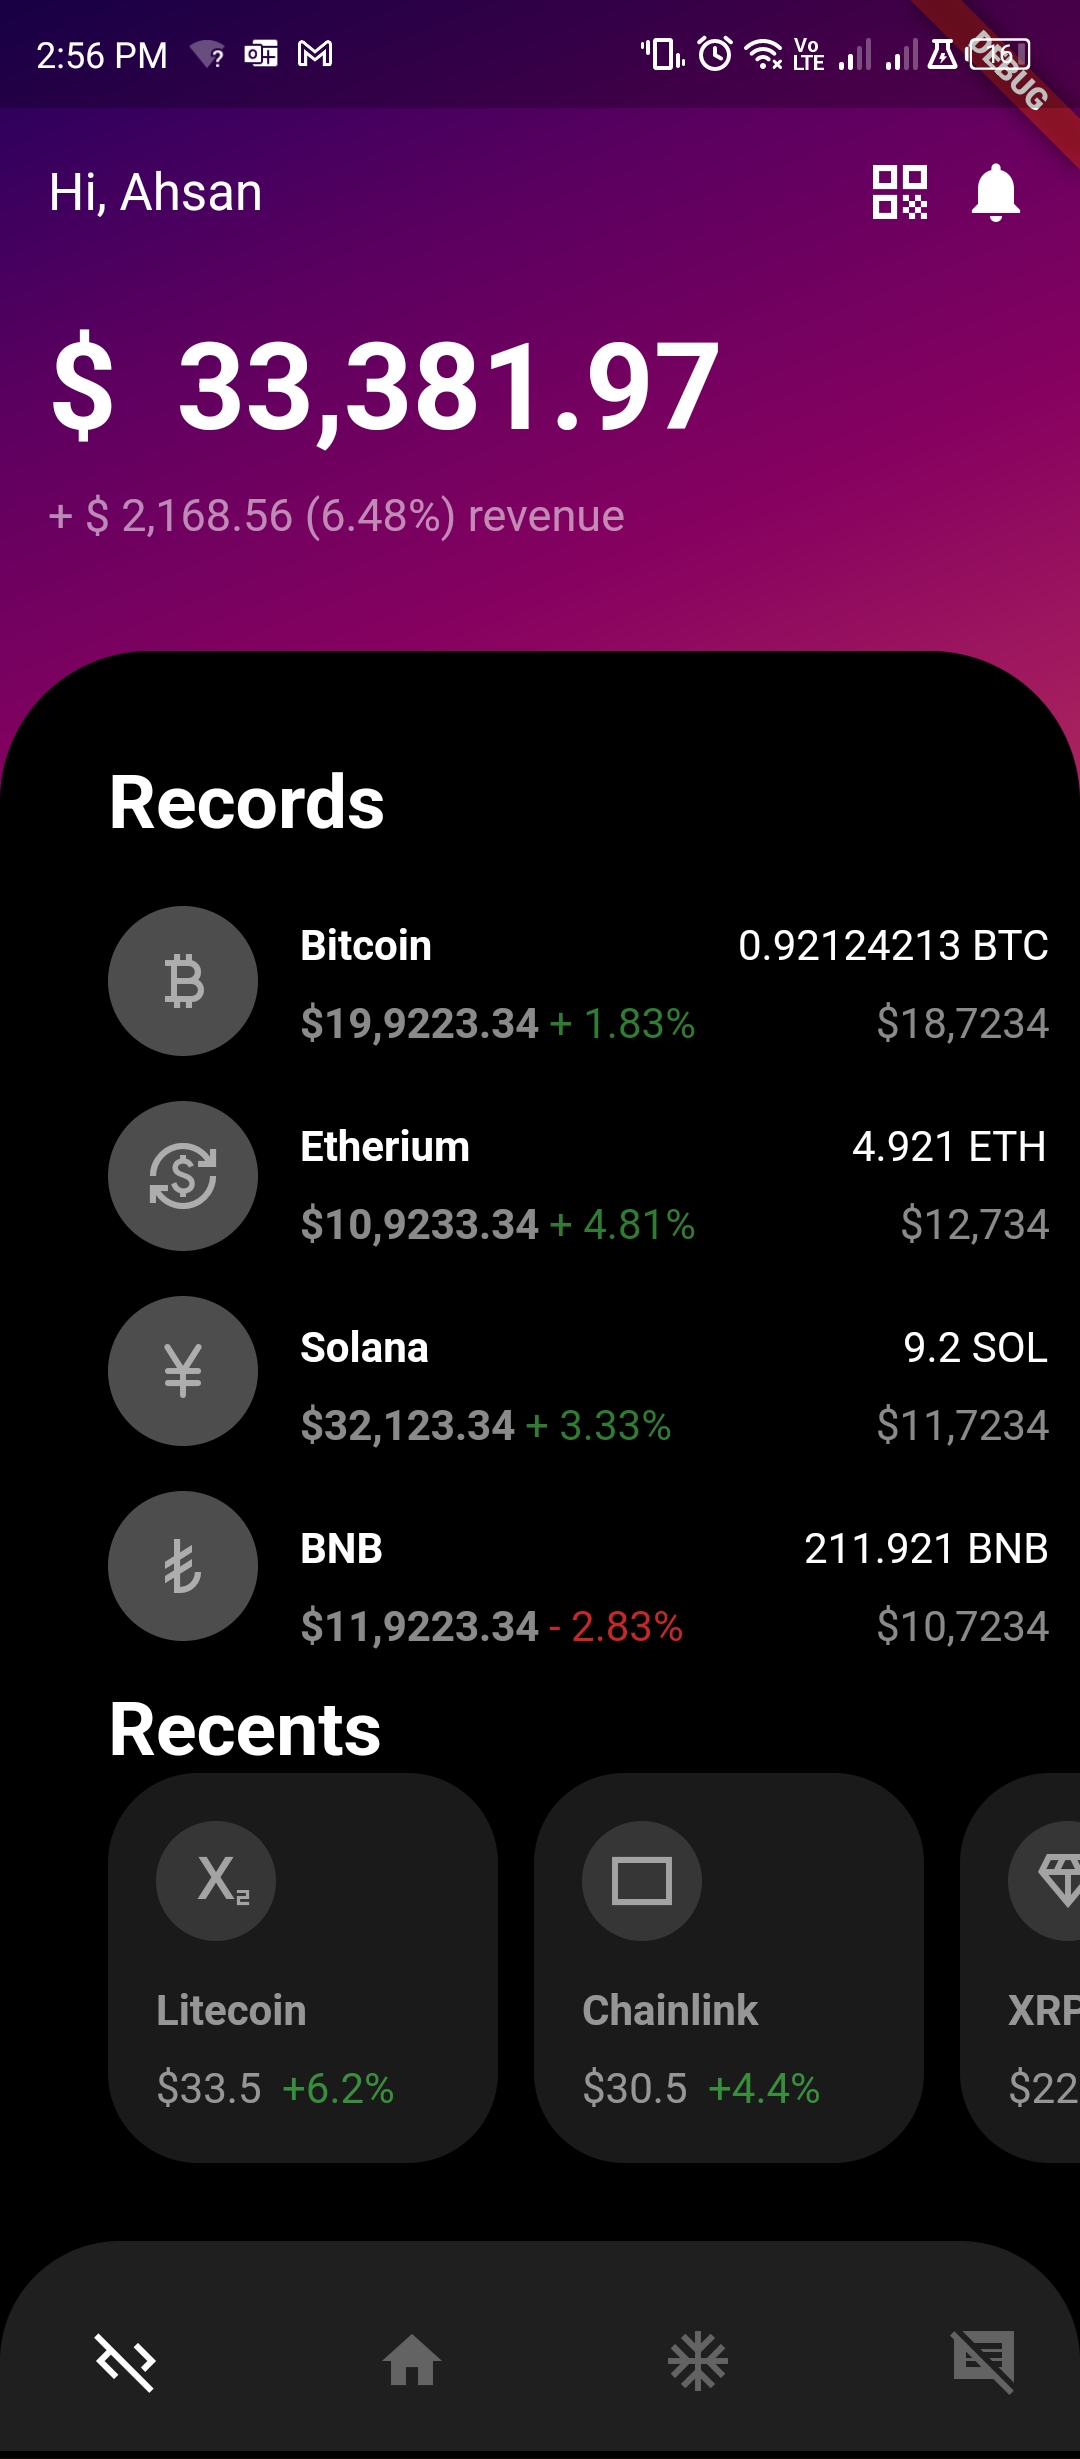 2:56 PM
Vo LTE
16
DEBUG
Hi, Ahsan
$ 33,381.97
+ $ 2,168.56 (6.48%) revenue
Records
Bitcoin 0.92124213 BTC
$19,9223.34 + 1.83% $18,7234
Etherium 4.921 ETH
$10,9233.34 + 4.81% $12,734
Solana 9.2 SOL
$32,123.34 + 3.33% $11,7234
BNB 211.921 BNB
$11,9223.34 - 2.83% $10,7234
Recents
Litecoin Chainlink XRP
$33.5 +6.2% $30.5 +4.4% $22